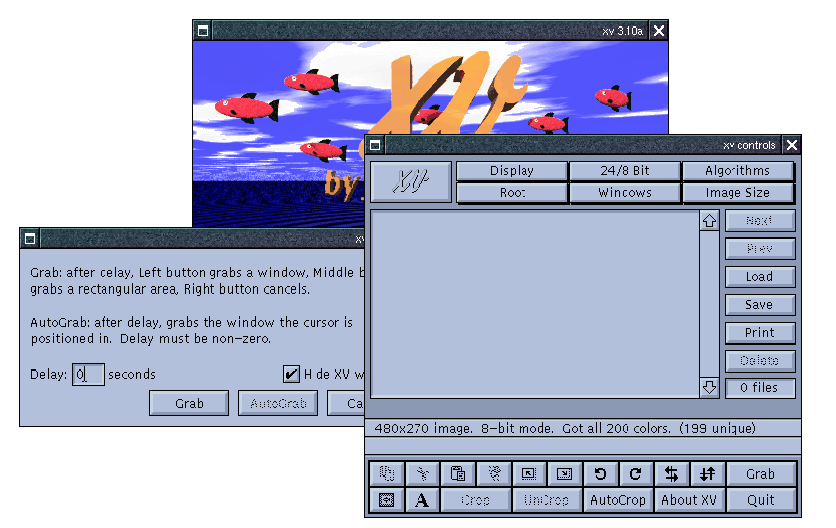 xv 3.10a
XV
by
xv controls
XV
Display
24/8 Bit
Algorithms
Root
Wincows
Image Size
Next
Prev
Load
Save
Print
Delete
0 files
xv
Grab: after celay, Left button grabs a window, Middle b
grabs a rectangular area, Right button cancels.
AutoGrab: after delay, grabs the window the cursor is
positioned in. Delay must be non-zero.
Delay: 0 seconds
H de XV w
Grab
AutoGrab
Ca
480x270 image. 8-bit mode. Got all 200 colors. (199 unique)
Grab
A
Crop
UnCrop
AutoCrop
About XV
Quit